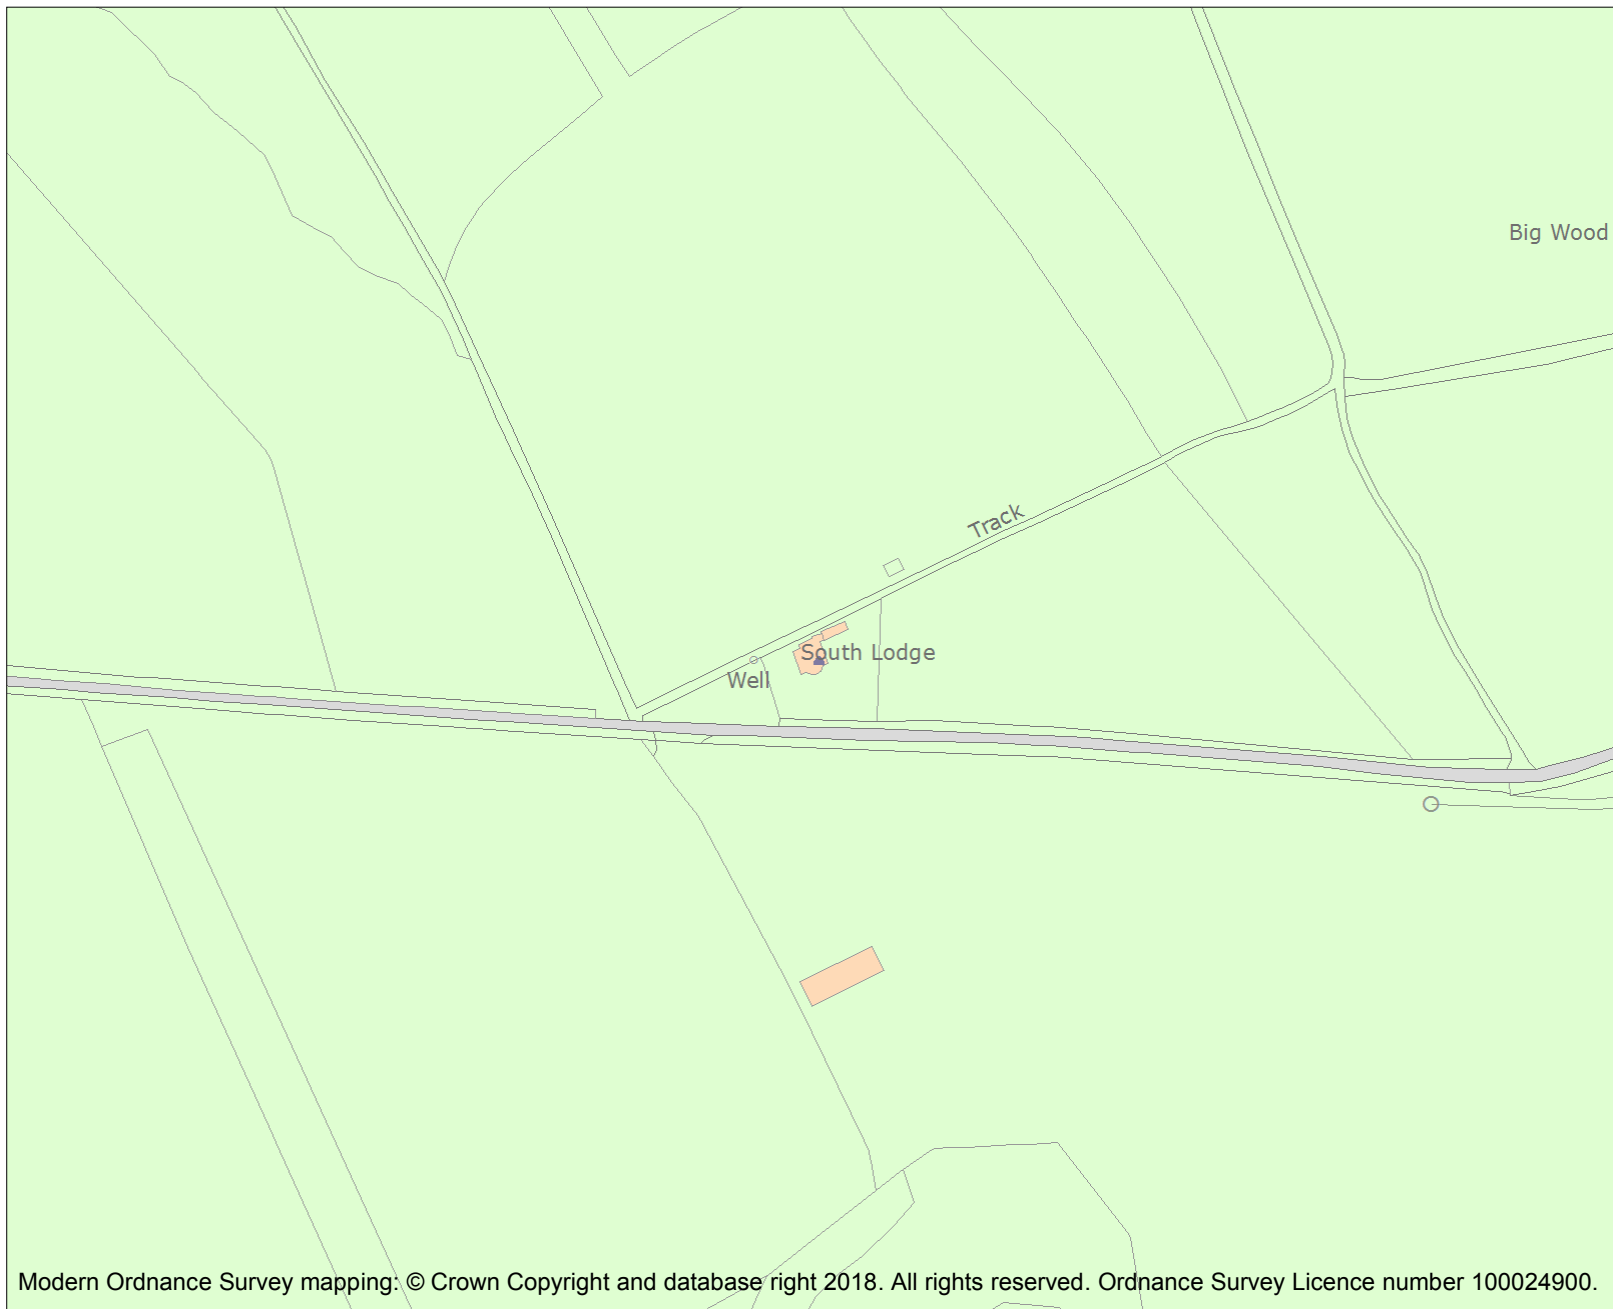 Big Wood
Track
South Lodge
Well
Modern Ordnance Survey mapping: © Crown Copyright and database right 2018. All rights reserved. Ordnance Survey Licence number 100024900.